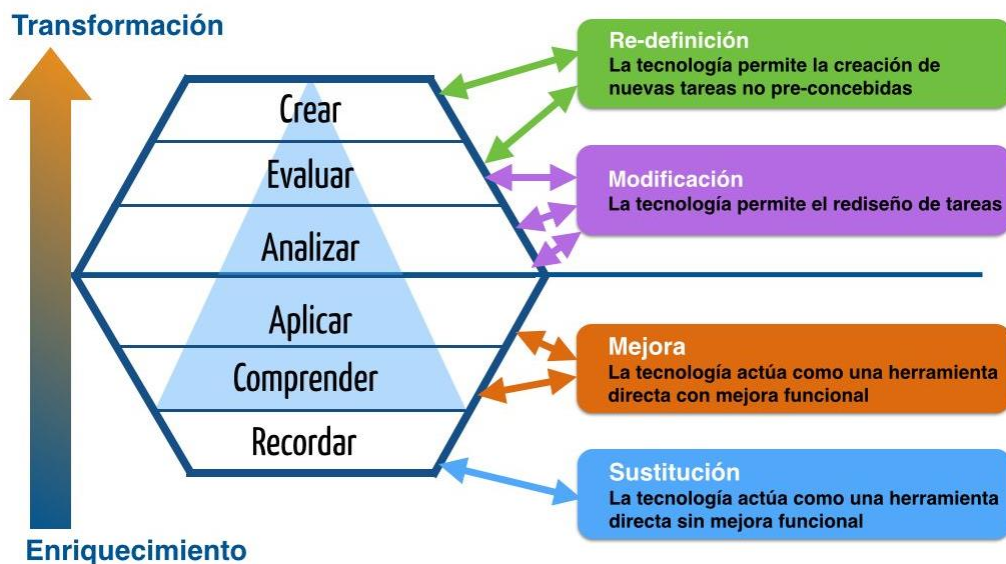 Transformación
Crear
Evaluar
Analizar
Aplicar
Comprender
Recordar
Enriquecimiento
Re-definición
La tecnología permite la creación de
nuevas tareas no pre-concebidas
Modificación
La tecnología permite el rediseño de tareas
Mejora
La tecnología actúa como una herramienta
directa con mejora funcional
Sustitución
La tecnología actúa como una herramienta
directa sin mejora funcional